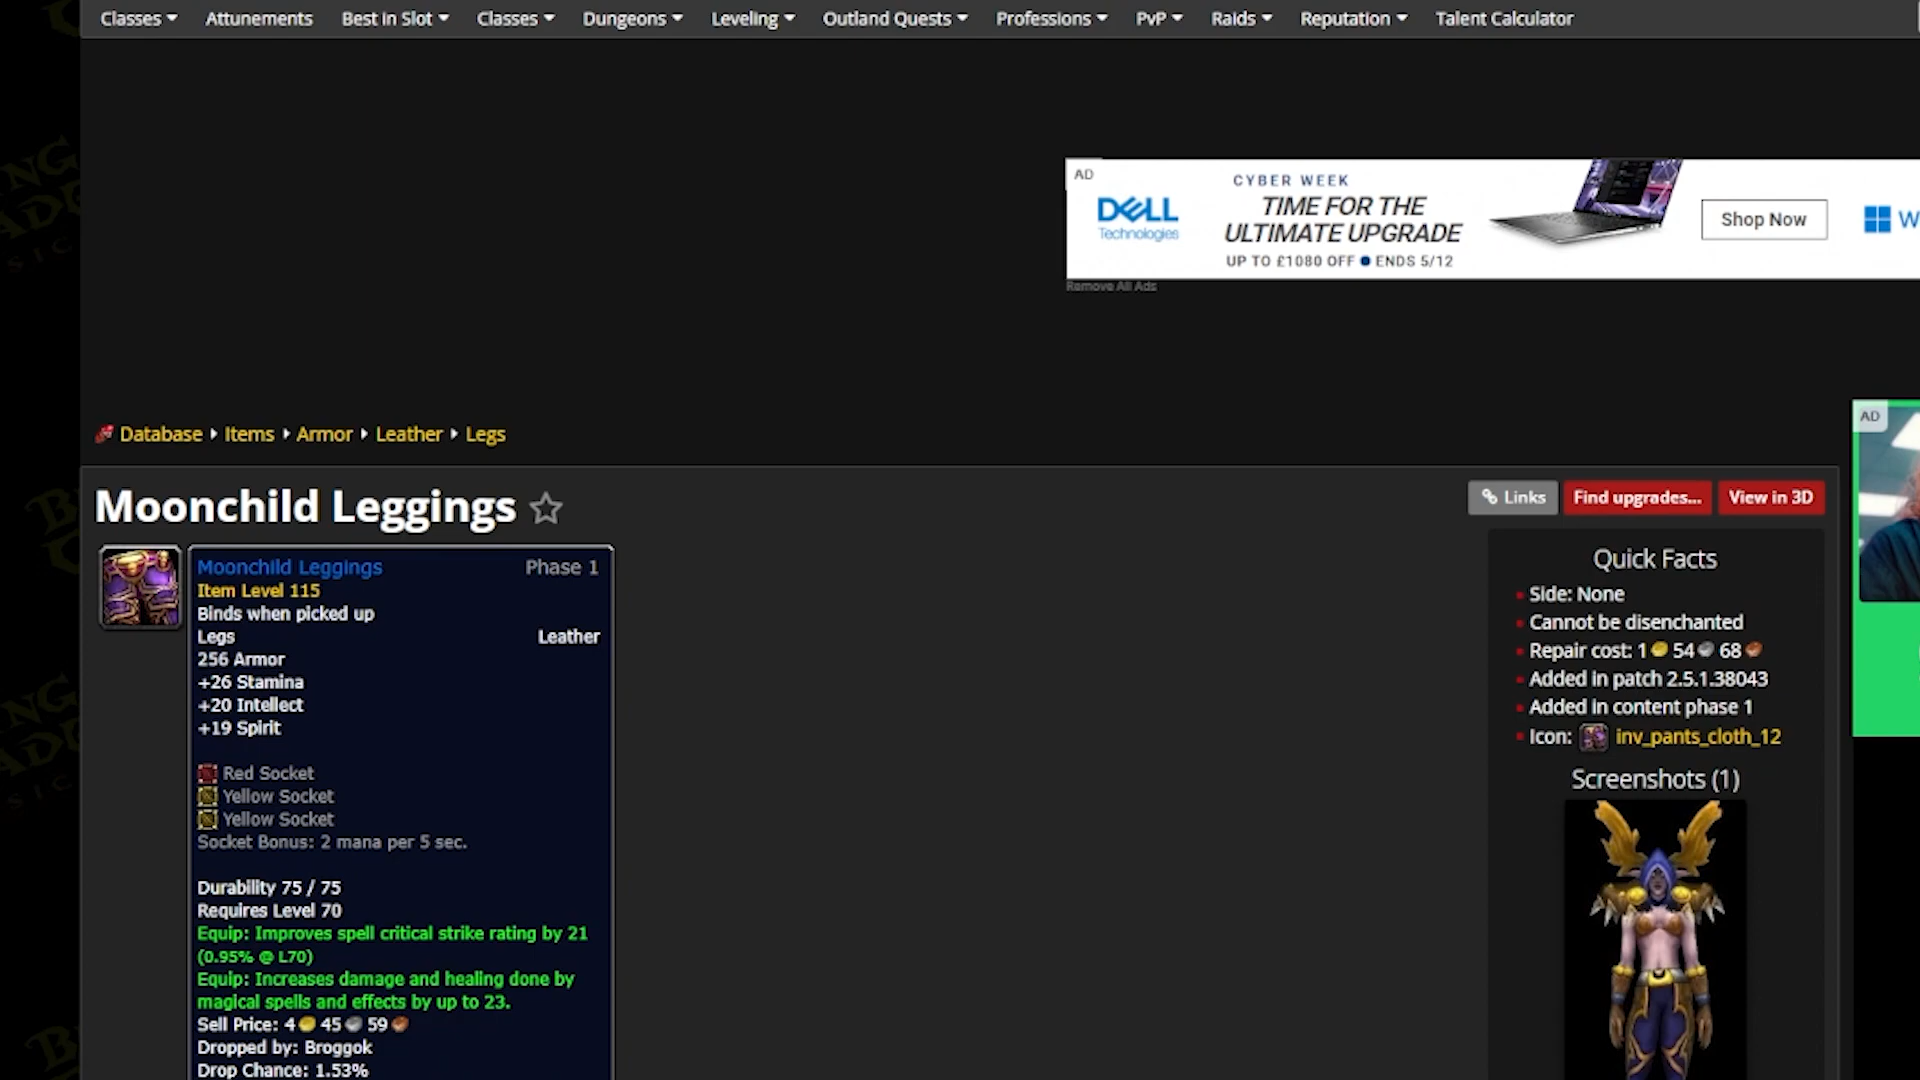 Classes Attunements Best in Slot Classes Dungeons Leveling Outland Quests Professions PvP Raids Reputation Talent Calculator
AD
DELL
Technologies
CYBER WEEK
TIME FOR THE
ULTIMATE UPGRADE
UP TO £1080 OFF ● ENDS 5/12
Shop Now
W
Remove All Ads
Database Items Armor Leather Legs
AD
Moonchild Leggings
Links Find upgrades... View in 3D
Moonchild Leggings Phase 1
Item Level 115
Binds when picked up
Legs Leather
256 Armor
+26 Stamina
+20 Intellect
+19 Spirit
Red Socket
Yellow Socket
Yellow Socket
Socket Bonus: 2 mana per 5 sec.
Durability 75 / 75
Requires Level 70
Equip: Improves spell critical strike rating by 21
(0.95% @ L70)
Equip: Increases damage and healing done by
magical spells and effects by up to 23.
Sell Price: 4 45 59
Dropped by: Broggok
Drop Chance: 1.53%
Quick Facts
Side: None
Cannot be disenchanted
Repair cost: 1 54 68
Added in patch 2.5.1.38043
Added in content phase 1
Icon: inv_pants_cloth_12
Screenshots (1)